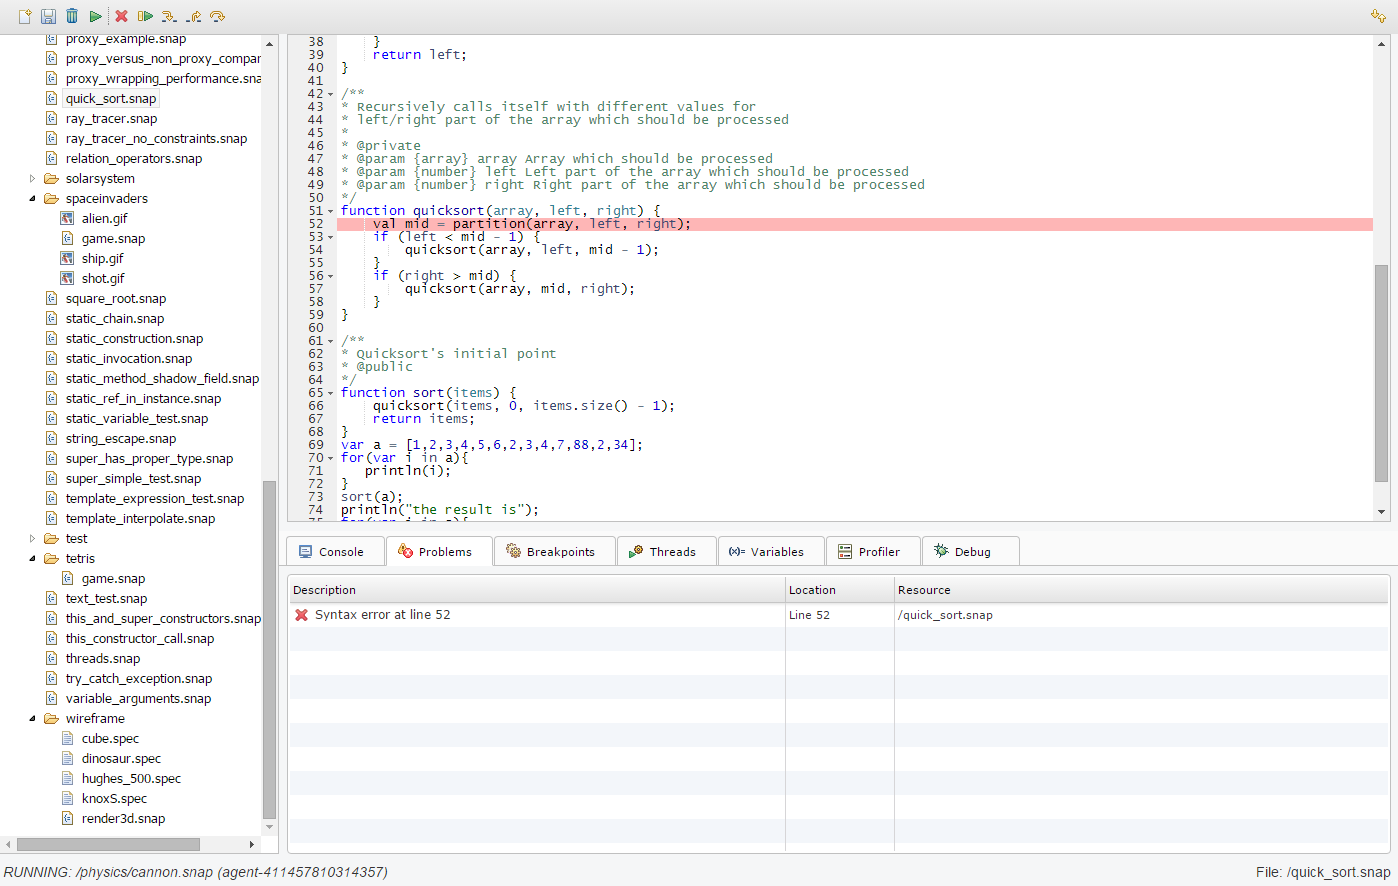 proxy_example.snap
proxy_versus_non_proxy_compar
proxy_wrapping_performance.sna
quick_sort.snap
ray_tracer.snap
ray_tracer_no_constraints.snap
relation_operators.snap
solarsystem
spaceinvaders
alien.gif
game.snap
ship.gif
shot.gif
square_root.snap
static_chain.snap
static_construction.snap
static_invocation.snap
static_method_shadow_field.snap
static_ref_in_instance.snap
static_variable_test.snap
string_escape.snap
super_has_proper_type.snap
super_simple_test.snap
template_expression_test.snap
template_interpolate.snap
test
tetris
game.snap
text_test.snap
this_and_super_constructors.snap
this_constructor_call.snap
threads.snap
try_catch_exception.snap
variable_arguments.snap
wireframe
cube.spec
dinosaur.spec
hughes_500.spec
knoxS.spec
render3d.snap
38 }
39 return left;
40 }
41
42 /**
43 * Recursively calls itself with different values for
44 * left/right part of the array which should be processed
45 *
46 * @private
47 * @param {array} array Array which should be processed
48 * @param {number} left Left part of the array which should be processed
49 * @param {number} right Right part of the array which should be processed
50 */
51 function quicksort(array, left, right) {
52 val mid = partition(array, left, right);
53 if (left < mid - 1) {
54 quicksort(array, left, mid - 1);
55 }
56 if (right > mid) {
57 quicksort(array, mid, right);
58 }
59 }
60
61 /**
62 * Quicksort's initial point
63 * @public
64 */
65 function sort(items) {
66 quicksort(items, 0, items.size() - 1);
67 return items;
68 }
69 var a = [1,2,3,4,5,6,2,3,4,7,88,2,34];
70 for(var i in a){
71 println(i);
72 }
73 sort(a);
74 println("the result is");
75 for(var i in a){
Console Problems Breakpoints Threads (x)= Variables Profiler Debug
Description Location Resource
Syntax error at line 52 Line 52 /quick_sort.snap
RUNNING: /physics/cannon.snap (agent-411457810314357) File: /quick_sort.snap